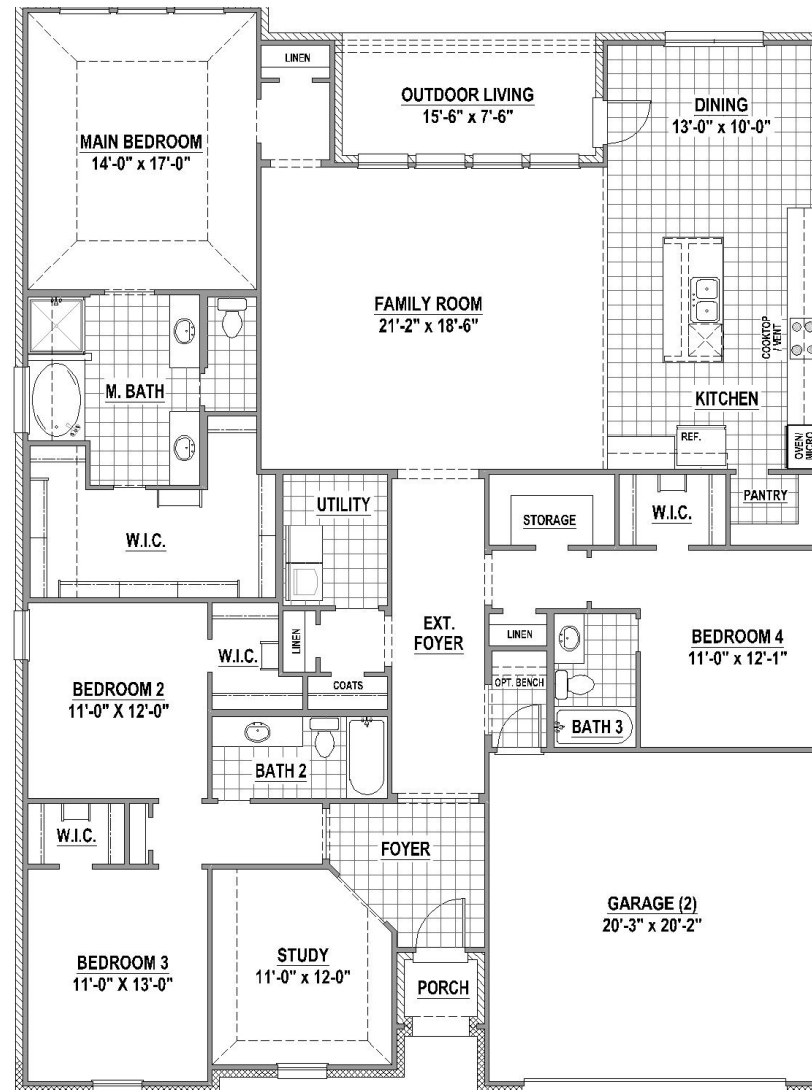 LINEN
OUTDOOR LIVING
15'-6" x 7'-6"
DINING
13'-0" x 10'-0"
MAIN BEDROOM
14'-0" x 17'-0"
FAMILY ROOM
21'-2" x 18'-6"
COOKTOP
/ VENT
M. BATH
KITCHEN
REF.
OVEN/
MICRO
UTILITY
STORAGE
W.I.C.
PANTRY
W.I.C.
EXT.
FOYER
LINEN
LINEN
W.I.C.
BEDROOM 4
11'-0" x 12'-1"
BEDROOM 2
11'-0" X 12'-0"
COATS
OPT. BENCH
BATH 3
BATH 2
W.I.C.
FOYER
GARAGE (2)
20'-3" x 20'-2"
STUDY
11'-0" x 12-0"
BEDROOM 3
11'-0" X 13'-0"
PORCH